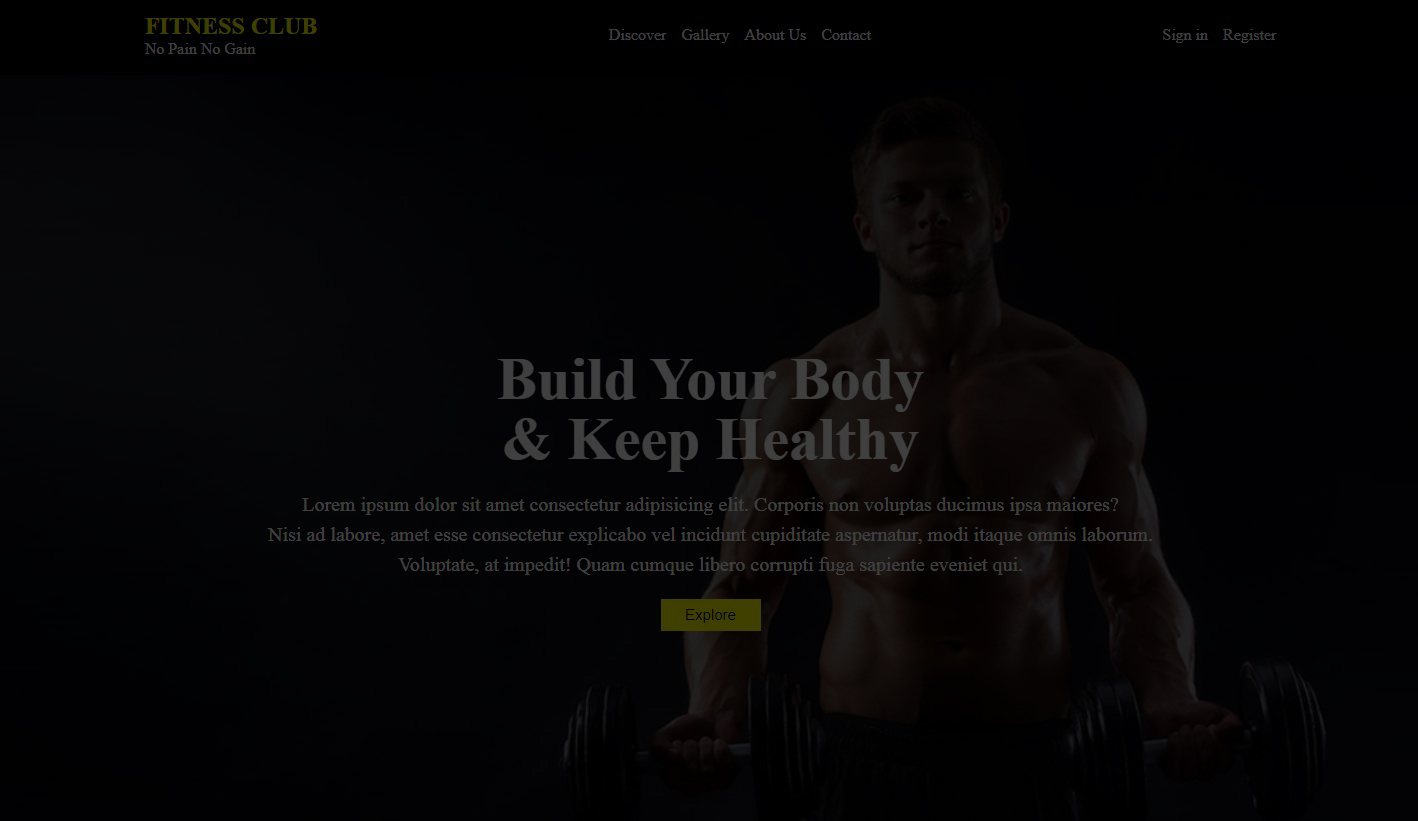 FITNESS CLUB
No Pain No Gain
Discover Gallery About Us Contact
Sign in Register
Build Your Body
& Keep Healthy
Lorem ipsum dolor sit amet consectetur adipisicing elit. Corporis non voluptas ducimus ipsa maiores?
Nisi ad labore, amet esse consectetur explicabo vel incidunt cupiditate aspernatur, modi itaque omnis laborum.
Voluptate, at impedit! Quam cumque libero corrupti fuga sapiente eveniet qui.
Explore